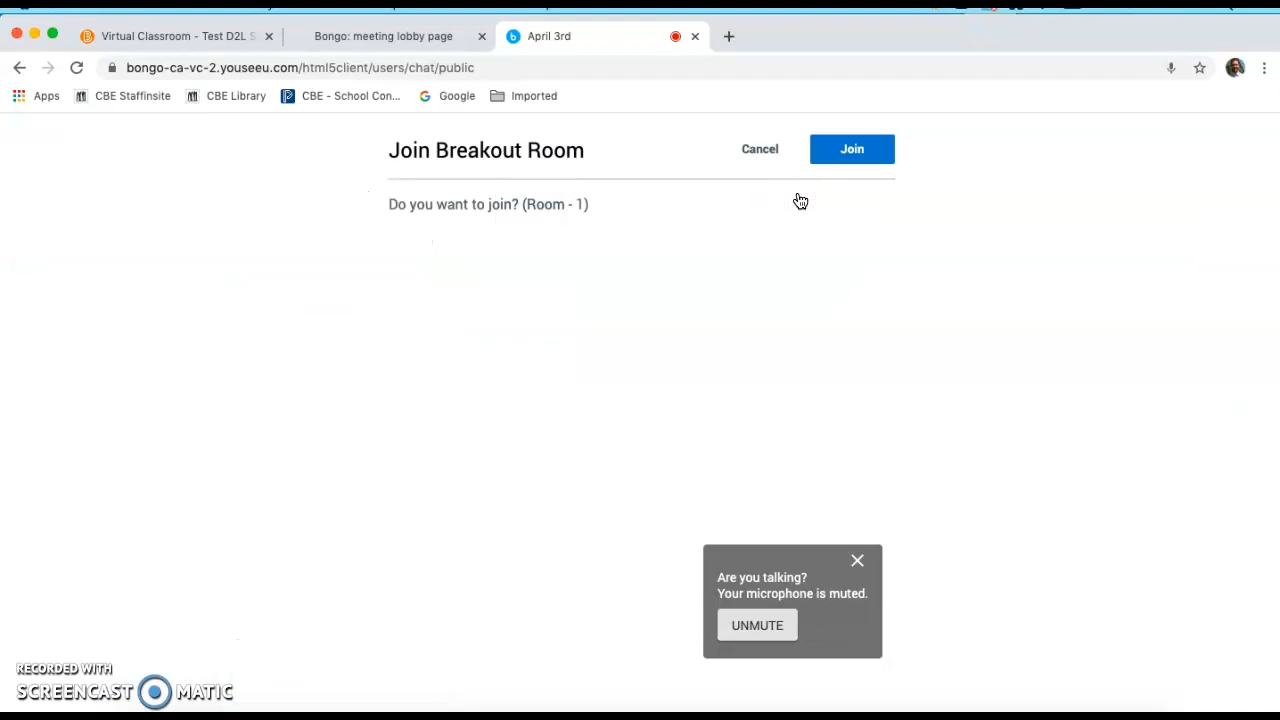 Virtual Classroom - Test D2L S
Bongo: meeting lobby page
April 3rd
bongo-ca-vc-2.youseeu.com/html5client/users/chat/public
Apps
CBE Staffinsite
CBE Library
CBE - School Con...
Google
Imported
Join Breakout Room
Cancel
Join
Do you want to join? (Room - 1)
Are you talking?
Your microphone is muted.
UNMUTE
RECORDED WITH
SCREENCAST MATIC